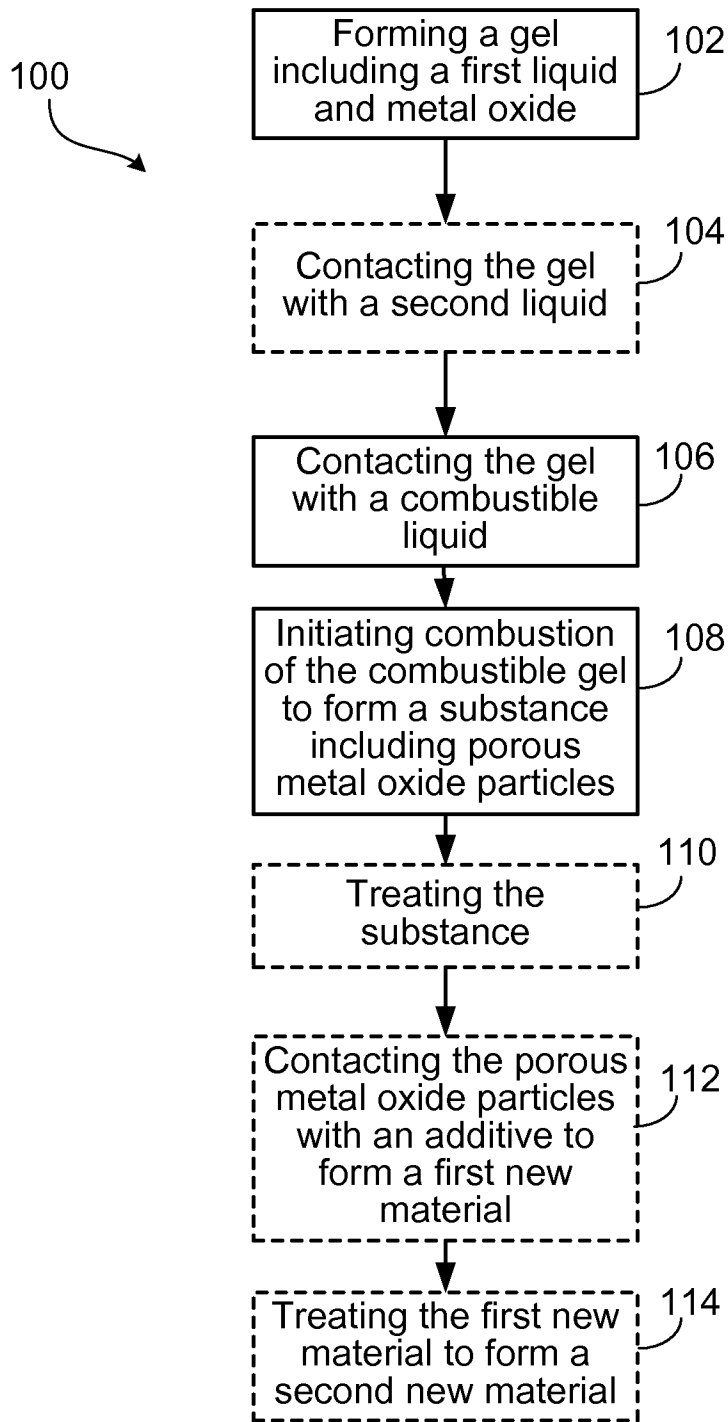 100
Forming a gel
including a first liquid
and metal oxide
102
Contacting the gel
with a second liquid
104
Contacting the gel
with a combustible
liquid
106
Initiating combustion
of the combustible gel
to form a substance
including porous
metal oxide particles
108
Treating the
substance
110
Contacting the porous
metal oxide particles
with an additive to
form a first new
material
112
Treating the first new
material to form a
second new material
114